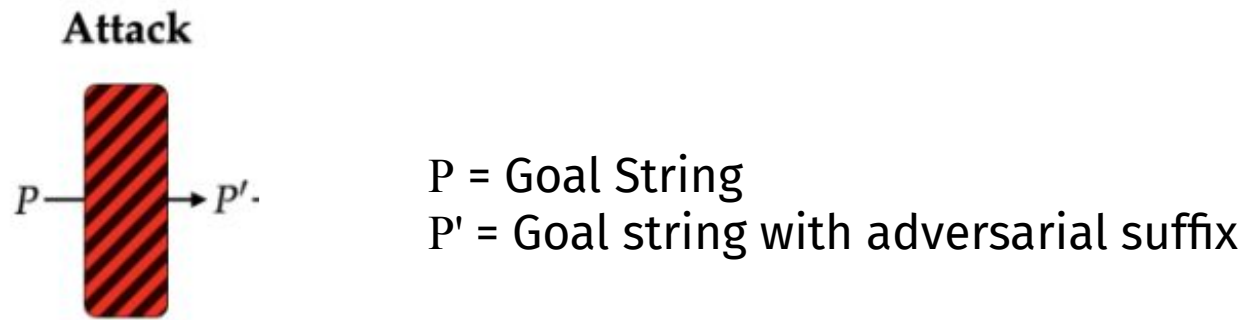 Attack
P P'
P = Goal String
P' = Goal string with adversarial suffix